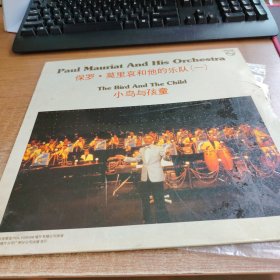 Paul Mauriat And His Orchestra
保罗·莫里哀和他的乐队(一)
The Bird And The Child
小鸟与孩童